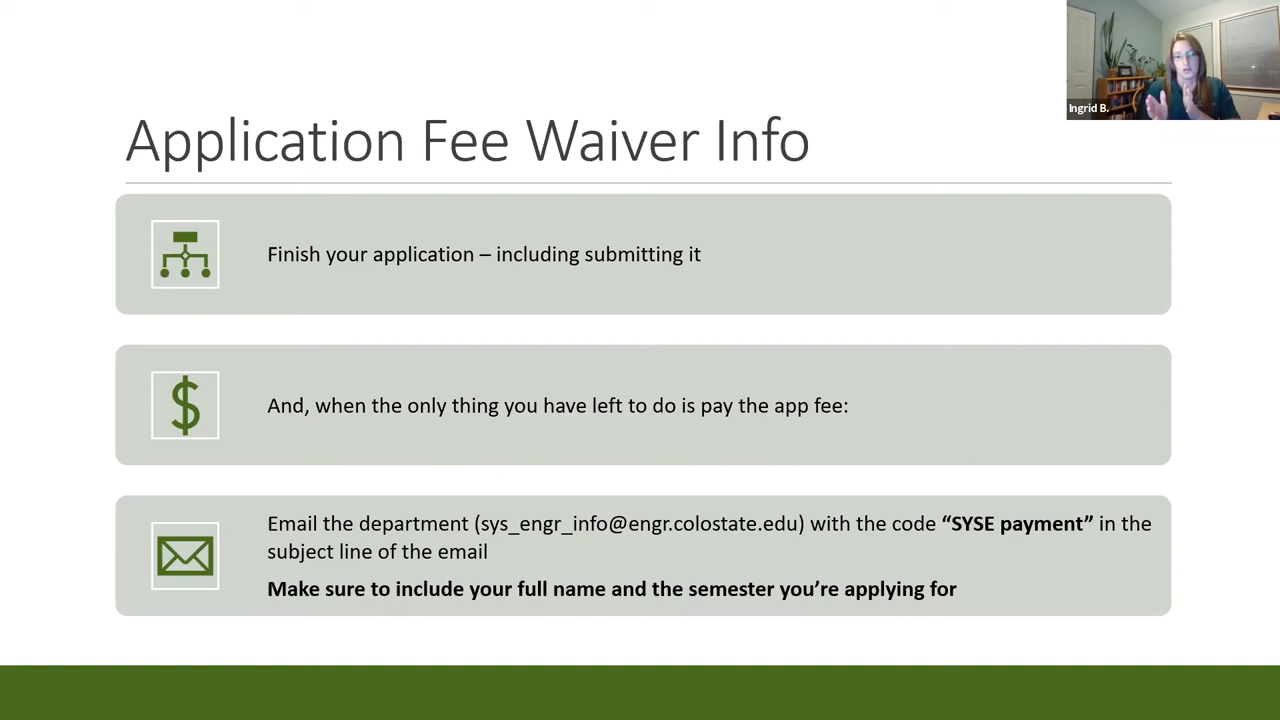 Ingrid B.
Application Fee Waiver Info
Finish your application – including submitting it
$
And, when the only thing you have left to do is pay the app fee:
Email the department (sys_engr_info@engr.colostate.edu) with the code “SYSE payment” in the
subject line of the email
Make sure to include your full name and the semester you’re applying for